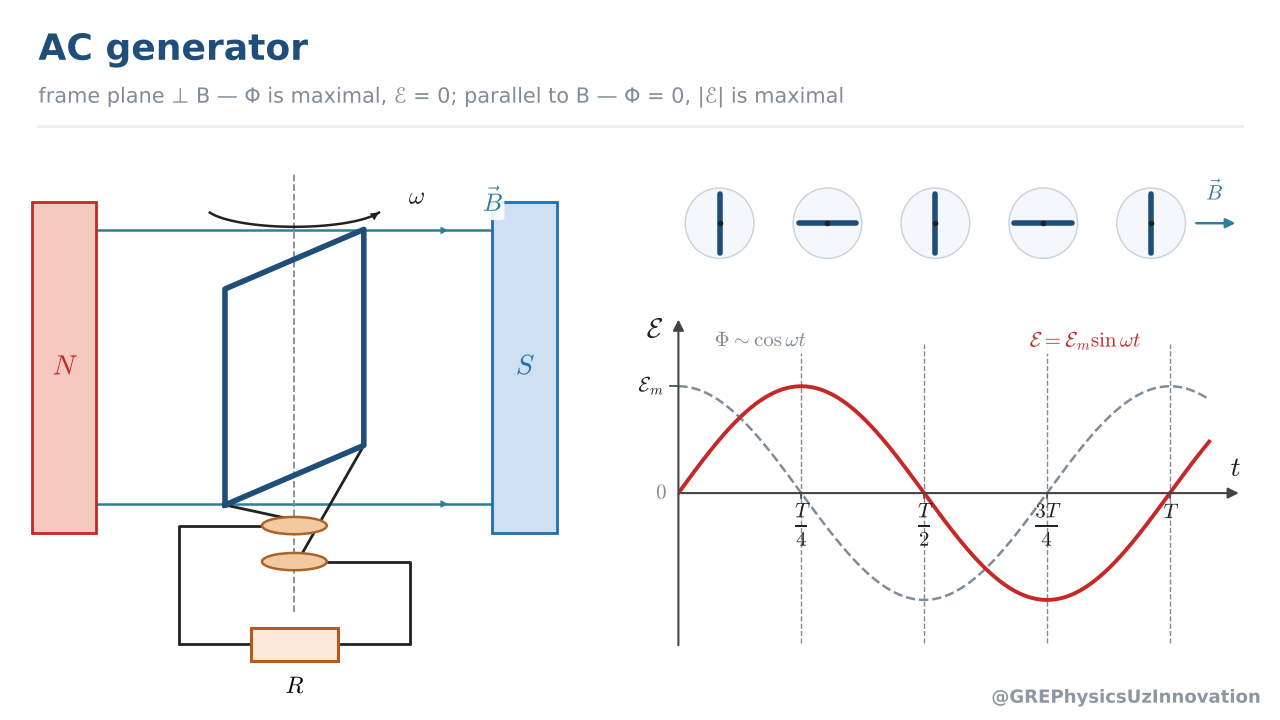 AC generator
frame plane ⊥ B — Φ is maximal, ℰ = 0; parallel to B — Φ = 0, |ℰ| is maximal
ω
B⃗
N
S
R
B⃗
ℰ
Φ ∼ cos ωt
ℰ = ℰₘ sin ωt
ℰₘ
0
t
T/4
T/2
3T/4
T
@GREPhysicsUzInnovation